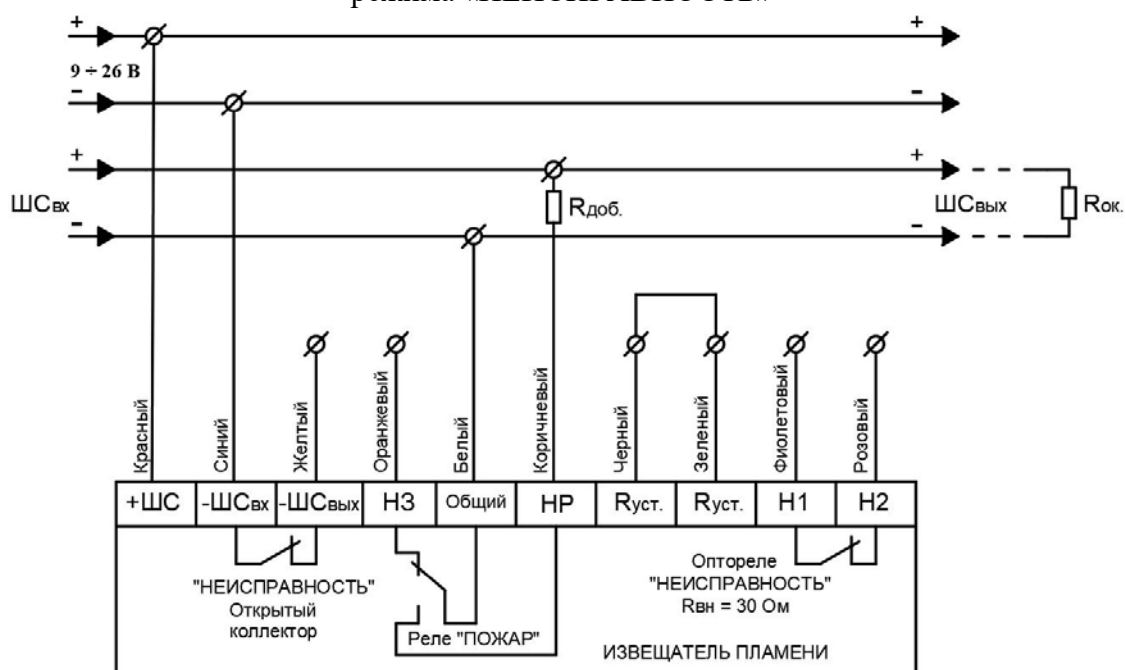 режима «НЕИСПРАВНОСТЬ»
+ +
9 ÷ 26 В
- -
+ +
ШСвх Rдоб. ШСвых Rок.
- -
Красный Синий Желтый Оранжевый Белый Коричневый Черный Зеленый Фиолетовый Розовый
+ШС -ШСвх -ШСвых НЗ Общий НР Rуст. Rуст. Н1 Н2
"НЕИСПРАВНОСТЬ"
Открытый
коллектор
Реле "ПОЖАР"
Оптореле
"НЕИСПРАВНОСТЬ"
Rвн = 30 Ом
ИЗВЕЩАТЕЛЬ ПЛАМЕНИ